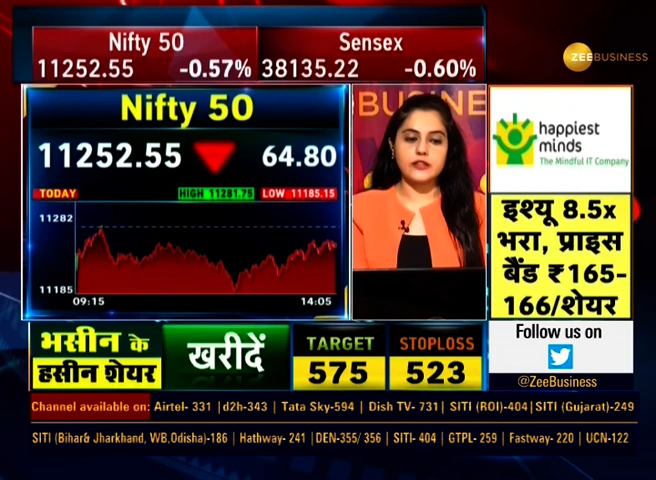 Nifty 50
11252.55 -0.57%
Sensex
38135.22 -0.60%
ZEE BUSINESS
Nifty 50
11252.55 64.80
TODAY HIGH 11281.75 LOW 11185.15
11282
11185
09:15 14:05
BUSINE
happiest
minds
The Mindful IT Company
इश्यू 8.5x
भरा, प्राइस
बैंड ₹165-
166/शेयर
भसीन के
हसीन शेयर
खरीदें
TARGET
575
STOPLOSS
523
Follow us on
@ZeeBusiness
Channel available on: Airtel- 331 | d2h-343 | Tata Sky-594 | Dish TV- 731 | SITI (ROI)-404 | SITI (Gujarat)-249
SITI (Bihar& Jharkhand, WB,Odisha)-186 | Hathway- 241 | DEN-355/ 356 | SITI- 404 | GTPL- 259 | Fastway- 220 | UCN-122